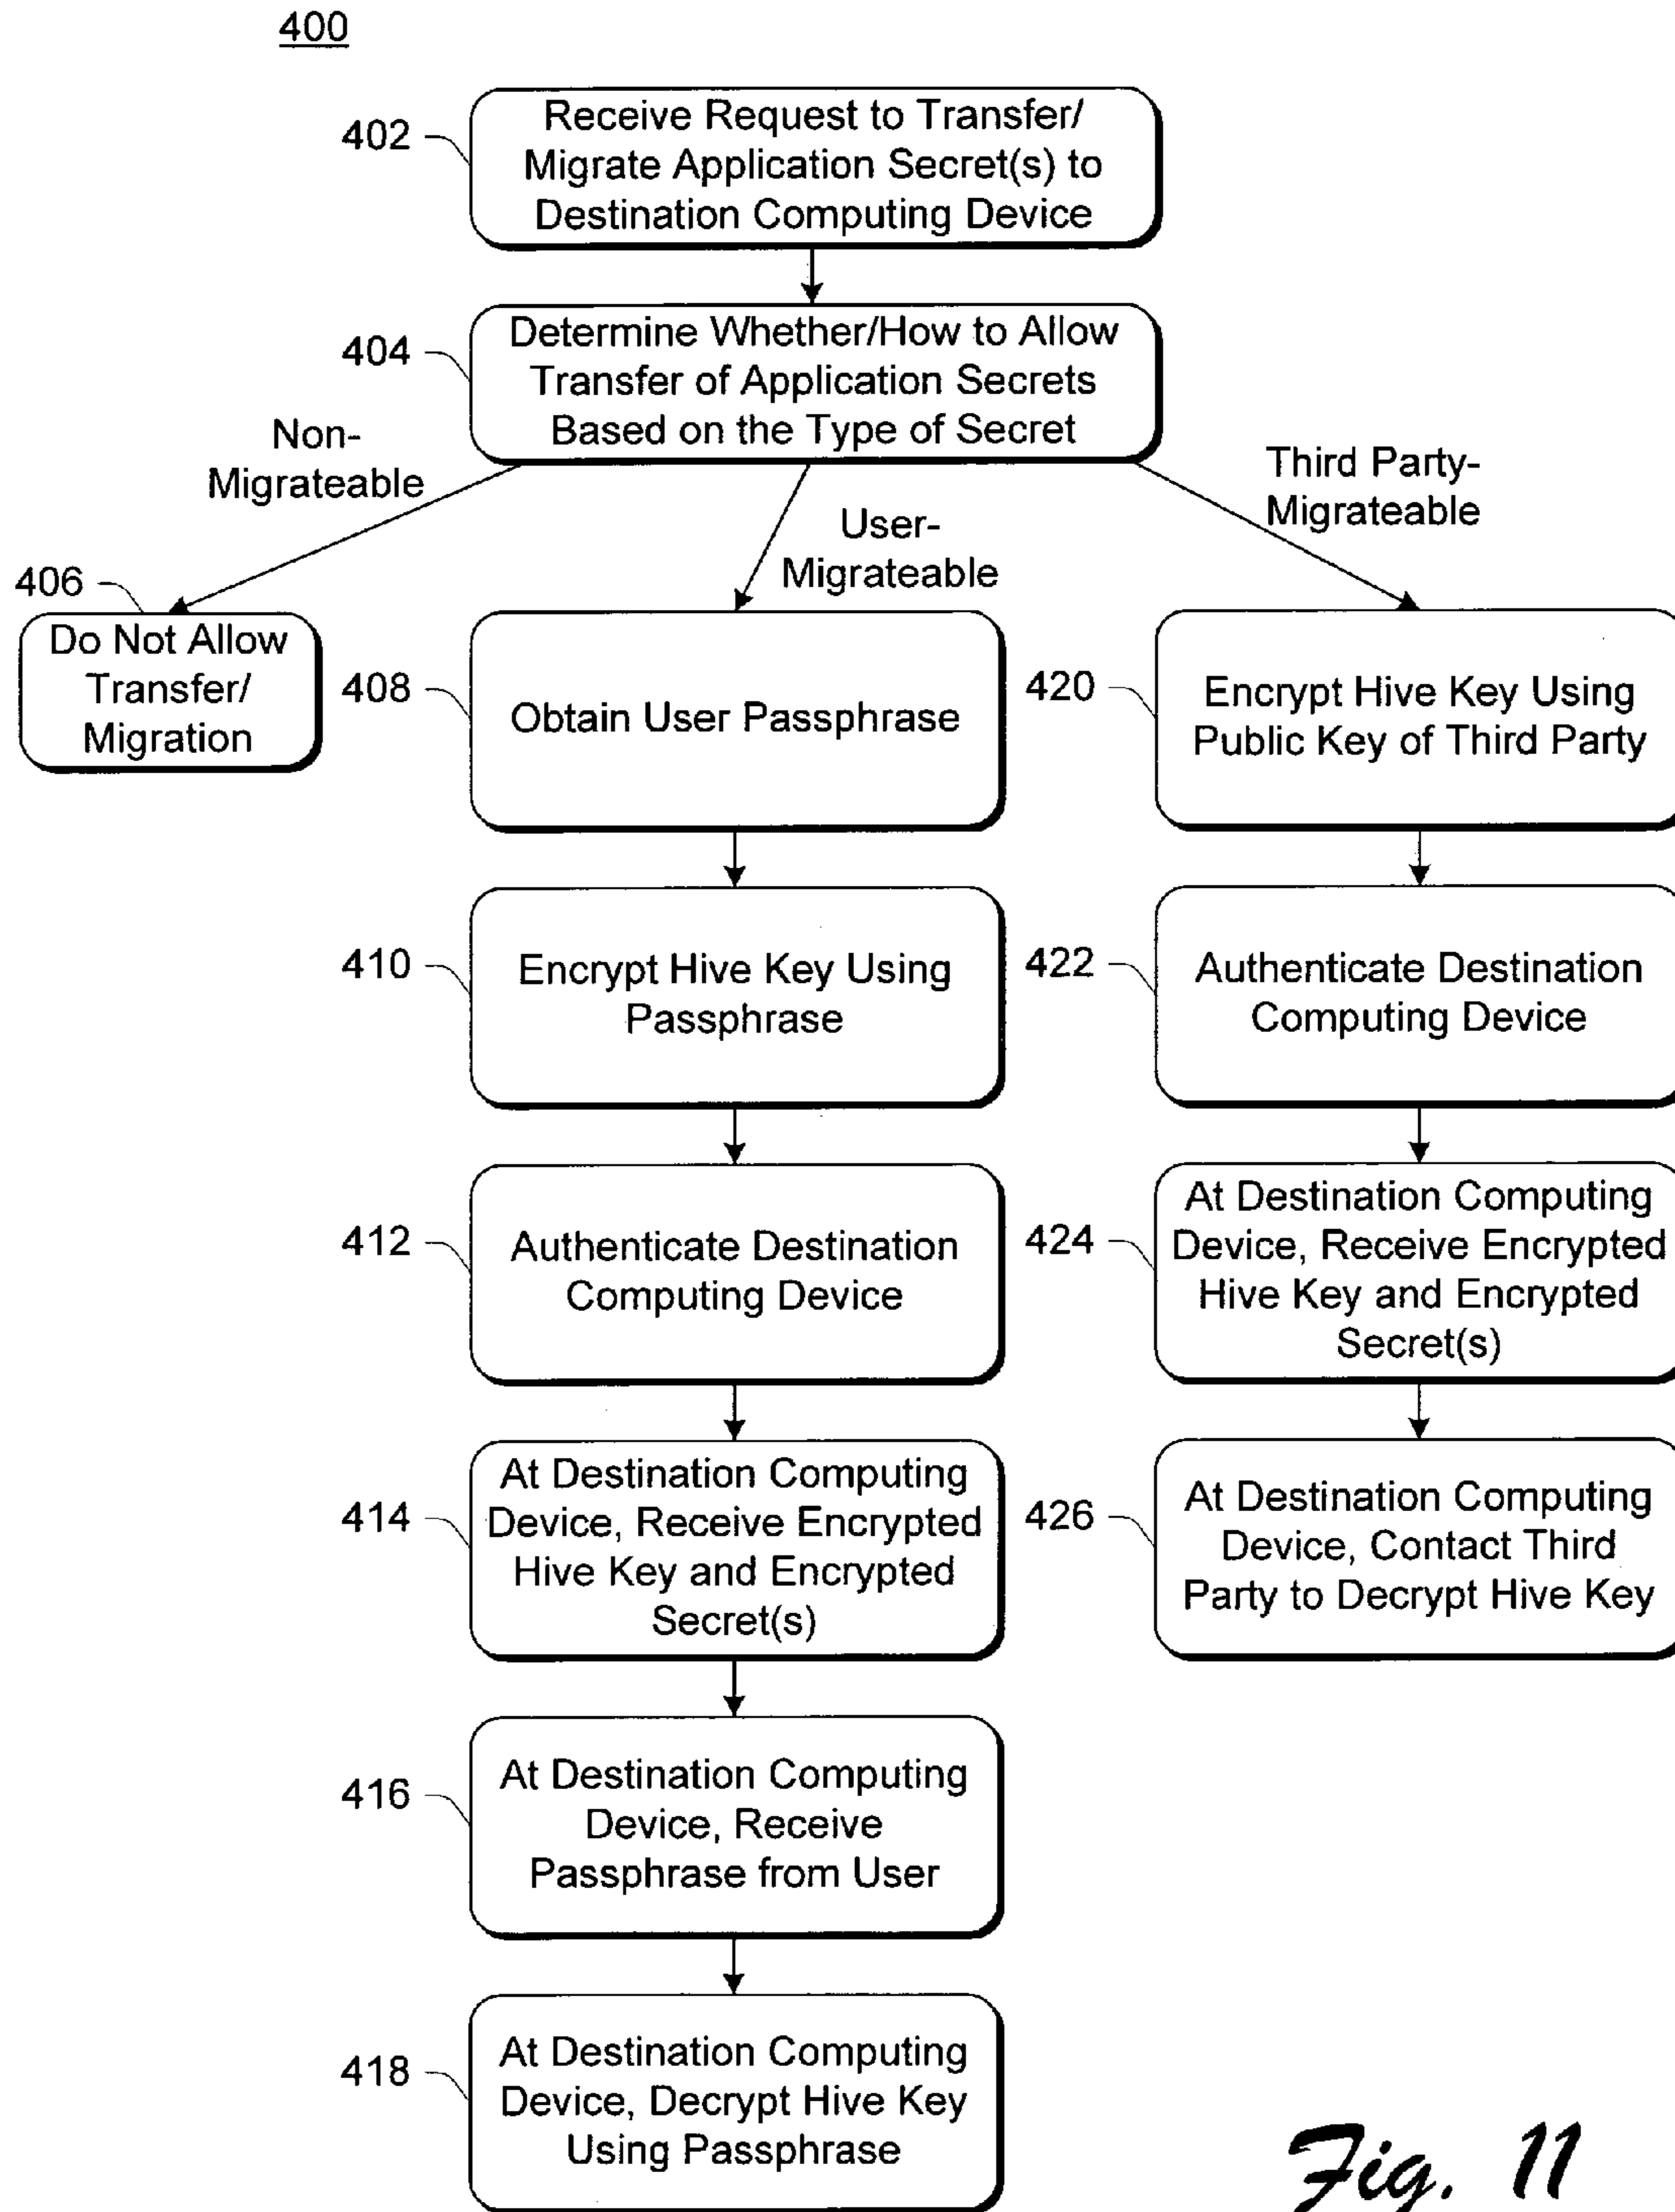 400
402
Receive Request to Transfer/
Migrate Application Secret(s) to
Destination Computing Device
404
Determine Whether/How to Allow
Transfer of Application Secrets
Based on the Type of Secret
Non-
Migrateable
User-
Migrateable
Third Party-
Migrateable
406
Do Not Allow
Transfer/
Migration
408
Obtain User Passphrase
410
Encrypt Hive Key Using
Passphrase
412
Authenticate Destination
Computing Device
414
At Destination Computing
Device, Receive Encrypted
Hive Key and Encrypted
Secret(s)
416
At Destination Computing
Device, Receive
Passphrase from User
418
At Destination Computing
Device, Decrypt Hive Key
Using Passphrase
420
Encrypt Hive Key Using
Public Key of Third Party
422
Authenticate Destination
Computing Device
424
At Destination Computing
Device, Receive Encrypted
Hive Key and Encrypted
Secret(s)
426
At Destination Computing
Device, Contact Third
Party to Decrypt Hive Key
Fig. 11